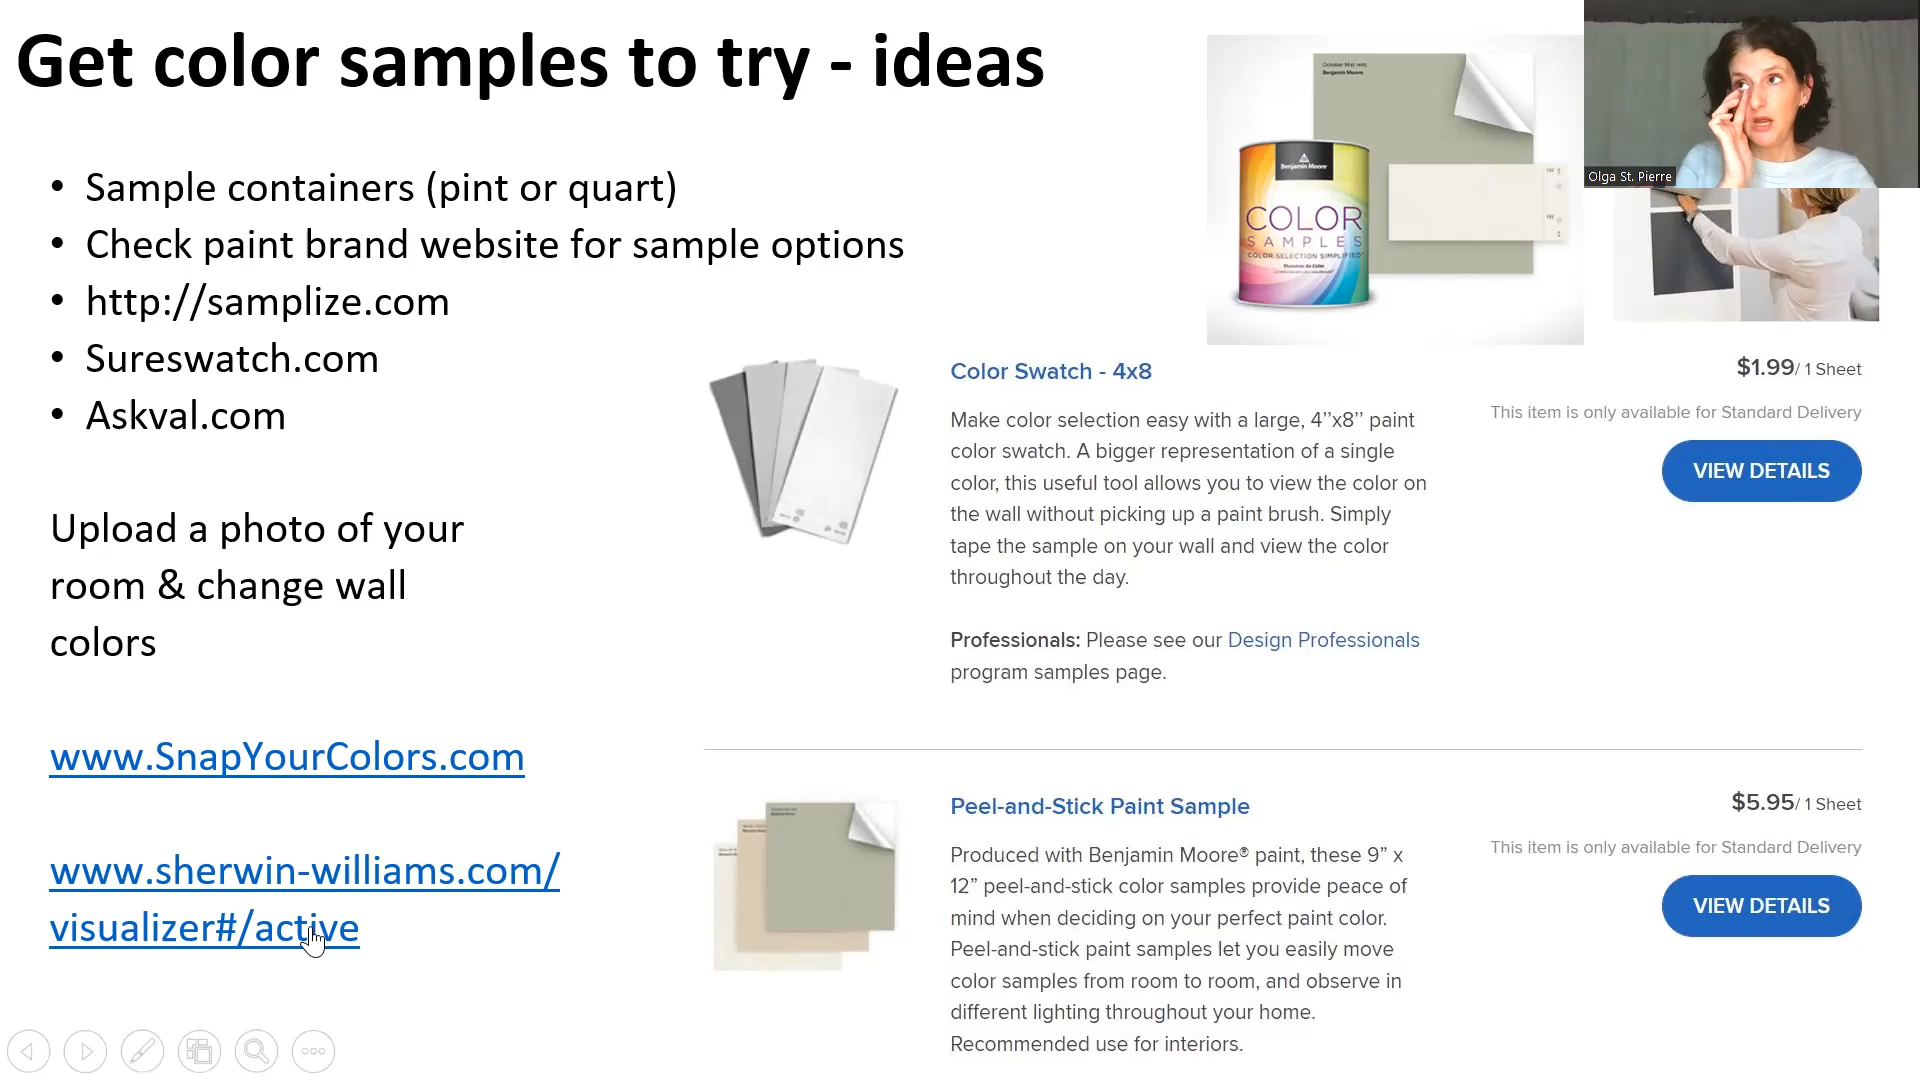 Get color samples to try - ideas
Olga St. Pierre
• Sample containers (pint or quart)
• Check paint brand website for sample options
• http://samplize.com
• Sureswatch.com
• Askval.com
Upload a photo of your
room & change wall
colors
www.SnapYourColors.com
www.sherwin-williams.com/
visualizer#/active
October Mist 1495
Benjamin Moore
Benjamin Moore
COLOR
SAMPLES
COLOR SELECTION SIMPLIFIED
Color Swatch - 4x8
$1.99/ 1 Sheet
This item is only available for Standard Delivery
VIEW DETAILS
Make color selection easy with a large, 4’’x8’’ paint
color swatch. A bigger representation of a single
color, this useful tool allows you to view the color on
the wall without picking up a paint brush. Simply
tape the sample on your wall and view the color
throughout the day.
Professionals: Please see our Design Professionals
program samples page.
Peel-and-Stick Paint Sample
$5.95/ 1 Sheet
This item is only available for Standard Delivery
VIEW DETAILS
Produced with Benjamin Moore® paint, these 9” x
12” peel-and-stick color samples provide peace of
mind when deciding on your perfect paint color.
Peel-and-stick paint samples let you easily move
color samples from room to room, and observe in
different lighting throughout your home.
Recommended use for interiors.